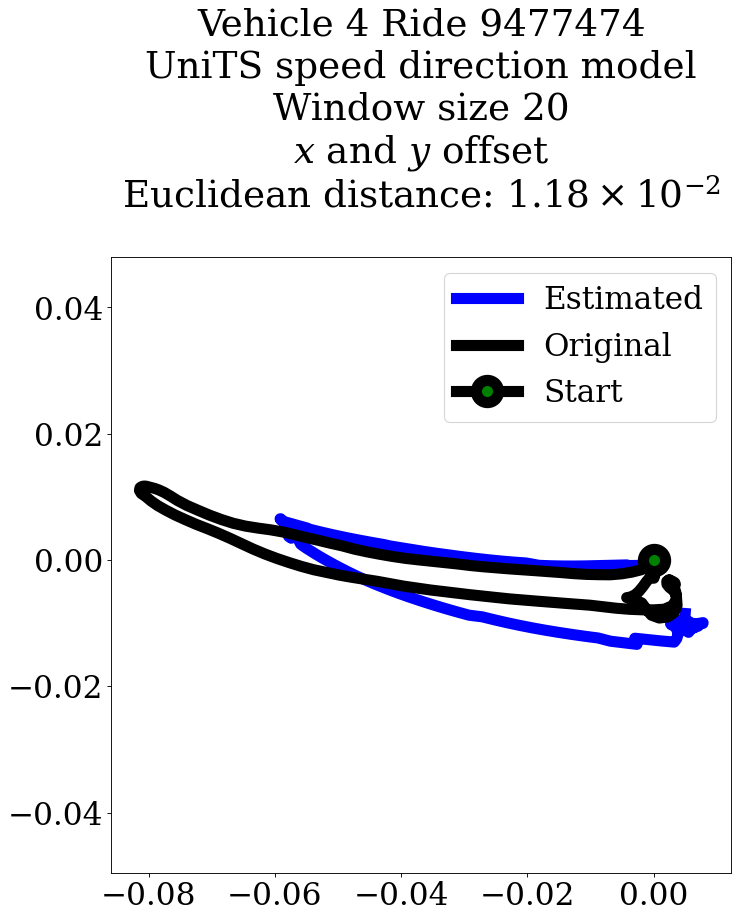 Vehicle 4 Ride 9477474
UniTS speed direction model
Window size 20
x and y offset
Euclidean distance: 1.18 × 10⁻²
Estimated
Original
Start
0.04
0.02
0.00
−0.02
−0.04
−0.08 −0.06 −0.04 −0.02 0.00